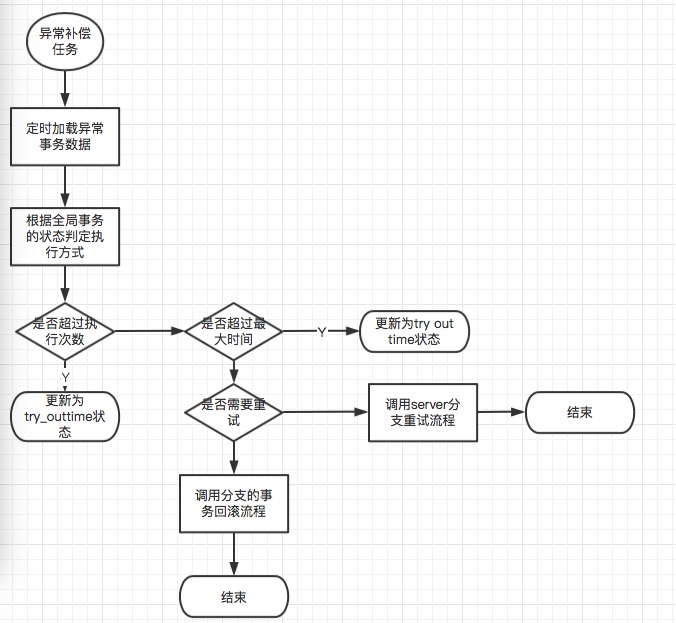 异常补偿
任务
定时加载异常
事务数据
根据全局事务
的状态判定执
行方式
是否超过执
行次数
是否超过最
大时间
Y
更新为try out
time状态
Y
更新为
try_outtime状
态
是否需要重
试
调用server分
支重试流程
结束
调用分支的事
务回滚流程
结束